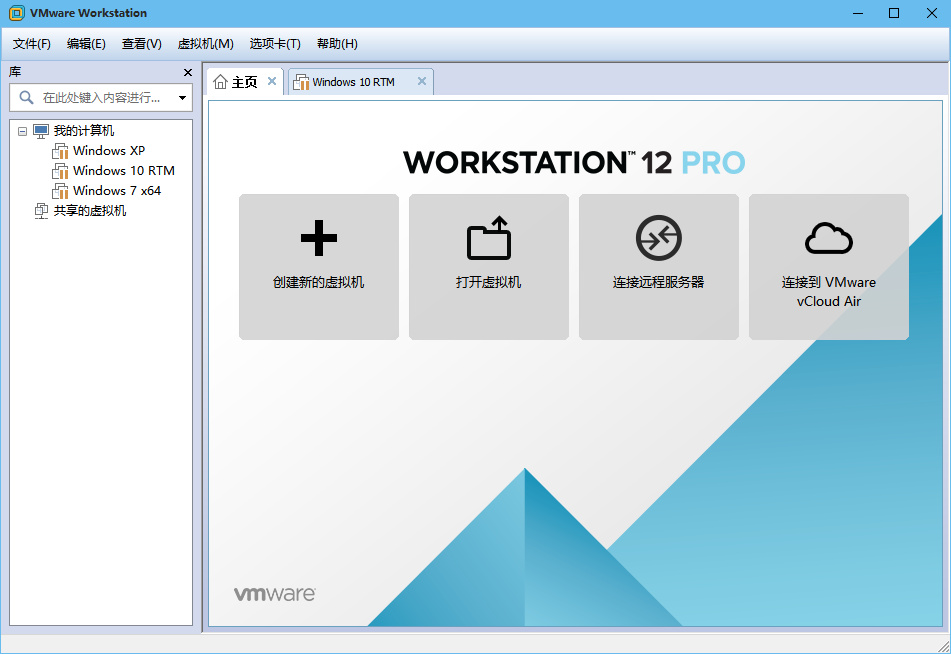 VMware Workstation
文件(F) 编辑(E) 查看(V) 虚拟机(M) 选项卡(T) 帮助(H)
库
在此处键入内容进行...
我的计算机
Windows XP
Windows 10 RTM
Windows 7 x64
共享的虚拟机
主页
Windows 10 RTM
WORKSTATION™ 12 PRO
创建新的虚拟机
打开虚拟机
连接远程服务器
连接到 VMware
vCloud Air
vmware